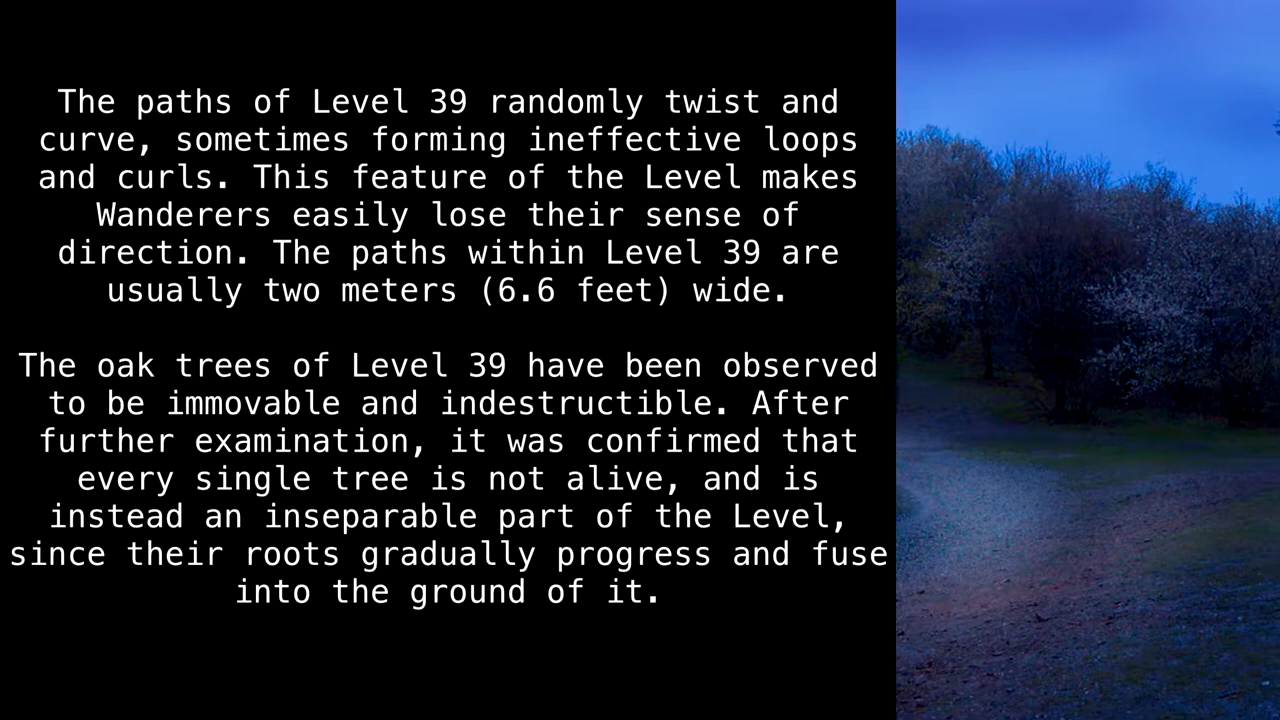 The paths of Level 39 randomly twist and
curve, sometimes forming ineffective loops
and curls. This feature of the Level makes
Wanderers easily lose their sense of
direction. The paths within Level 39 are
usually two meters (6.6 feet) wide.
The oak trees of Level 39 have been observed
to be immovable and indestructible. After
further examination, it was confirmed that
every single tree is not alive, and is
instead an inseparable part of the Level,
since their roots gradually progress and fuse
into the ground of it.